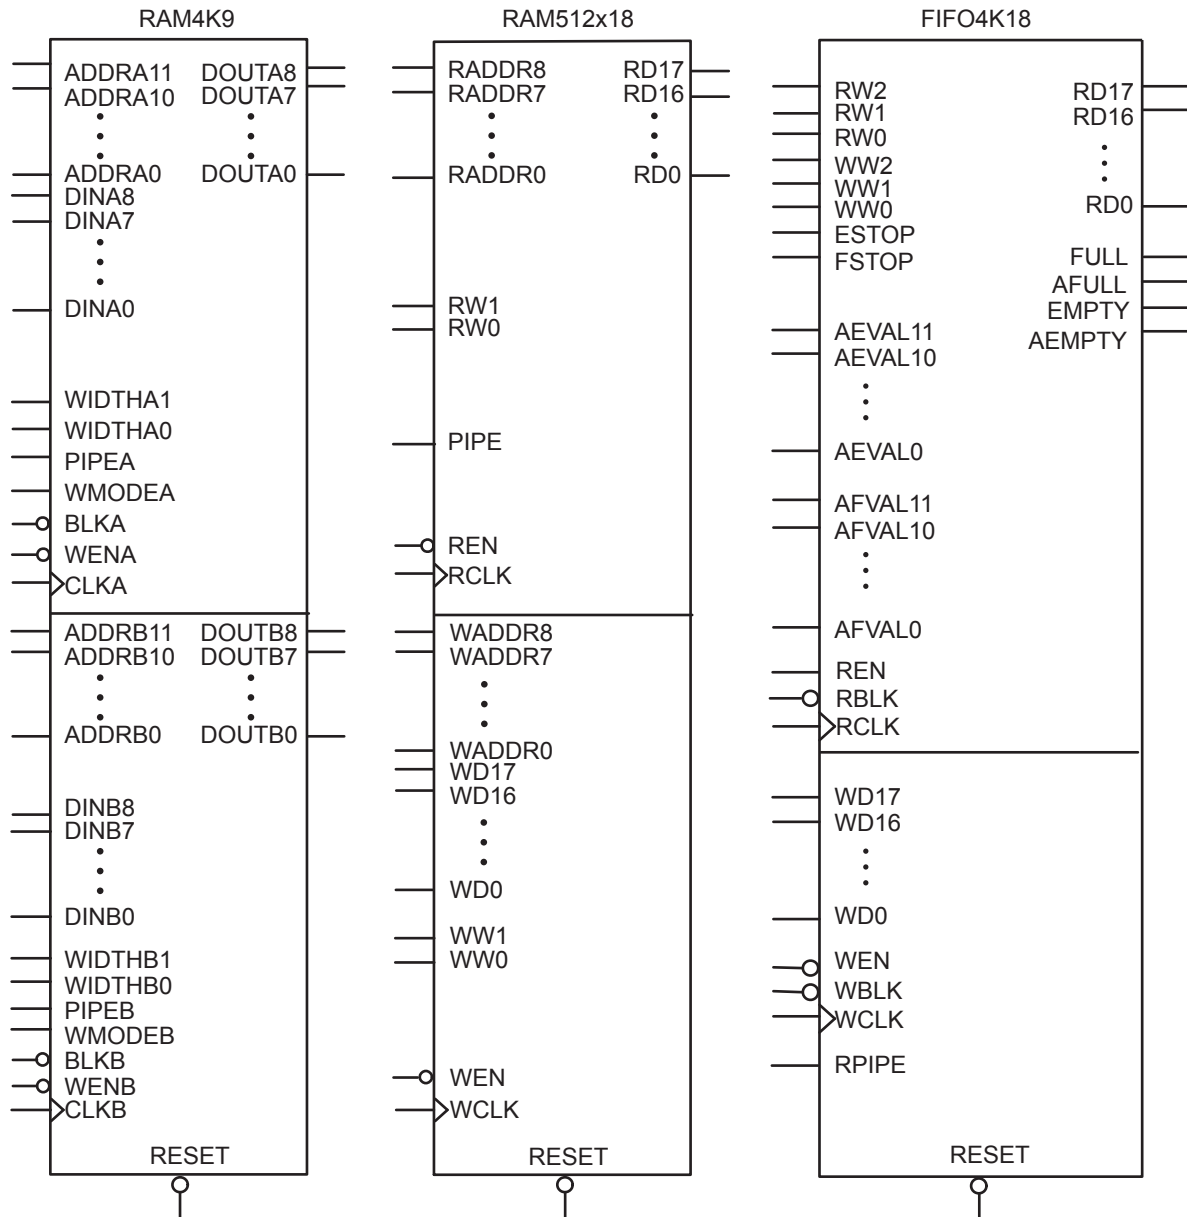 RAM4K9
ADDRA11 DOUTA8
ADDRA10 DOUTA7
ADDRA0 DOUTA0
DINA8
DINA7
DINA0
WIDTHA1
WIDTHA0
PIPEA
WMODEA
BLKA
WENA
CLKA
ADDRB11 DOUTB8
ADDRB10 DOUTB7
ADDRB0 DOUTB0
DINB8
DINB7
DINB0
WIDTHB1
WIDTHB0
PIPEB
WMODEB
BLKB
WENB
CLKB
RESET
RAM512x18
RADDR8 RD17
RADDR7 RD16
RADDR0 RD0
RW1
RW0
PIPE
REN
RCLK
WADDR8
WADDR7
WADDR0
WD17
WD16
WD0
WW1
WW0
WEN
WCLK
RESET
FIFO4K18
RW2 RD17
RW1 RD16
RW0
WW2
WW1
WW0 RD0
ESTOP
FSTOP FULL
AFULL
EMPTY
AEVAL11 AEMPTY
AEVAL10
AEVAL0
AFVAL11
AFVAL10
AFVAL0
REN
RBLK
RCLK
WD17
WD16
WD0
WEN
WBLK
WCLK
RPIPE
RESET